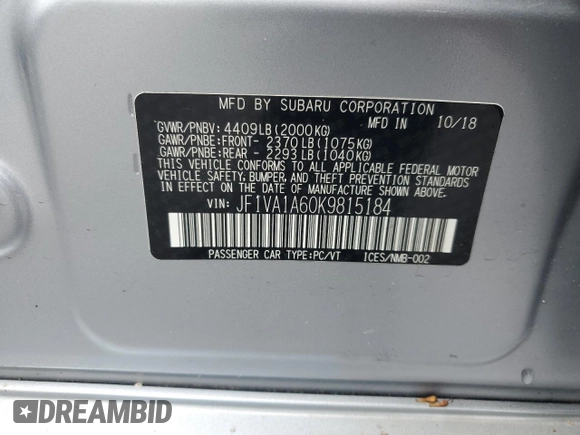 MFD BY SUBARU CORPORATION
GVWR/PNBV: 4409LB(2000KG) MFD IN 10/18
GAWR/PNBE:FRONT- 2370LB(1075KG)
GAWR/PNBE:REAR - 2293LB(1040KG)
THIS VEHICLE CONFORMS TO ALL APPLICABLE FEDERAL MOTOR
VEHICLE SAFETY, BUMPER, AND THEFT PREVENTION STANDARDS
IN EFFECT ON THE DATE OF MANUFACTURE SHOWN ABOVE.
VIN: JF1VA1A60K9815184
PASSENGER CAR TYPE:PC/VT ICES/NMB-002
DREAMBID